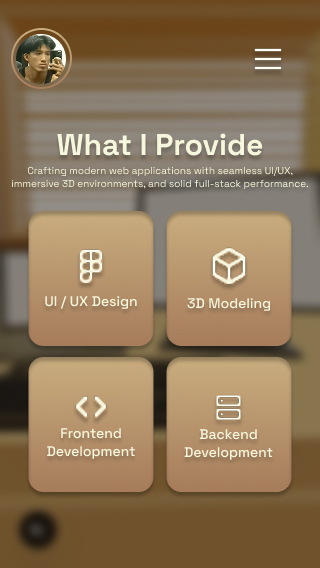 What I Provide
Crafting modern web applications with seamless UI/UX,
immersive 3D environments, and solid full-stack performance.
UI / UX Design
3D Modeling
Frontend
Development
Backend
Development